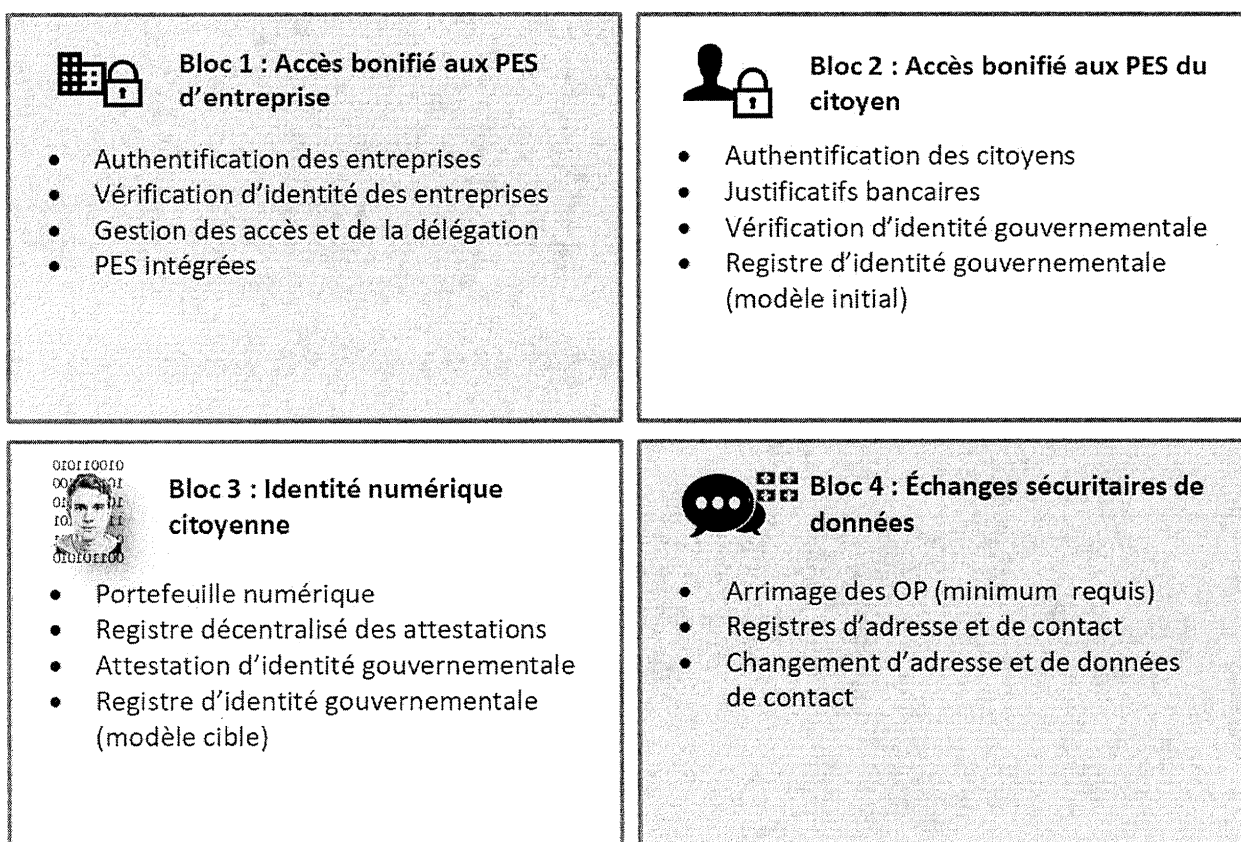 Bloc 1 : Accès bonifié aux PES
d'entreprise
• Authentification des entreprises
• Vérification d'identité des entreprises
• Gestion des accès et de la délégation
• PES intégrées
Bloc 2 : Accès bonifié aux PES du
citoyen
• Authentification des citoyens
• Justificatifs bancaires
• Vérification d'identité gouvernementale
• Registre d'identité gouvernementale
(modèle initial)
Bloc 3 : Identité numérique
citoyenne
• Portefeuille numérique
• Registre décentralisé des attestations
• Attestation d'identité gouvernementale
• Registre d'identité gouvernementale
(modèle cible)
Bloc 4 : Échanges sécuritaires de
données
• Arrimage des OP (minimum requis)
• Registres d'adresse et de contact
• Changement d'adresse et de données
de contact